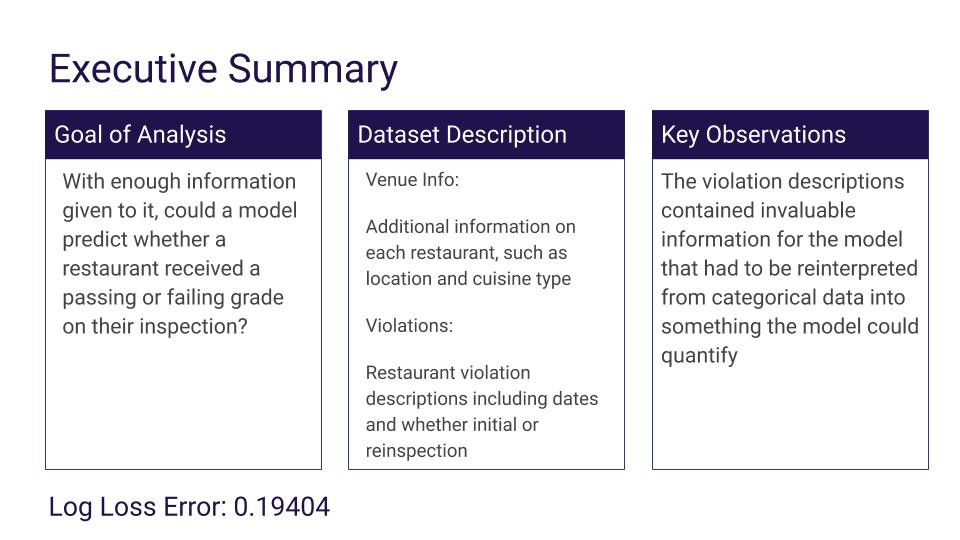 Executive Summary
Goal of Analysis
With enough information
given to it, could a model
predict whether a
restaurant received a
passing or failing grade
on their inspection?
Dataset Description
Venue Info:
Additional information on
each restaurant, such as
location and cuisine type
Violations:
Restaurant violation
descriptions including dates
and whether initial or
reinspection
Key Observations
The violation descriptions
contained invaluable
information for the model
that had to be reinterpreted
from categorical data into
something the model could
quantify
Log Loss Error: 0.19404